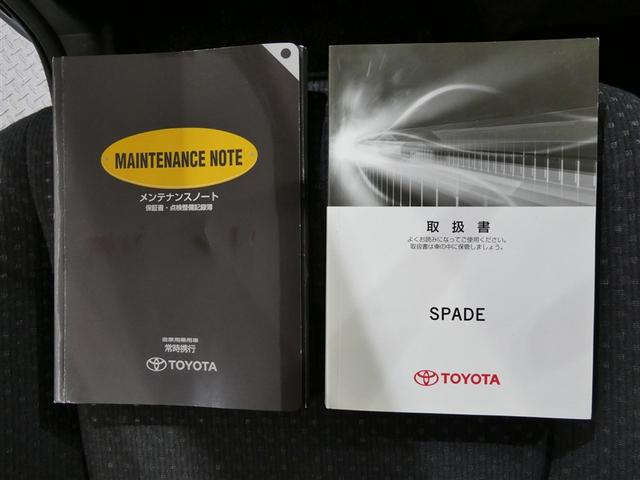 MAINTENANCE NOTE
メンテナンスノート
保証書・点検整備記録簿
自家用乗用車
常時携行
TOYOTA
取扱書
よくお読みになってご使用ください。
取扱書は車の中に保管しましょう。
SPADE
TOYOTA